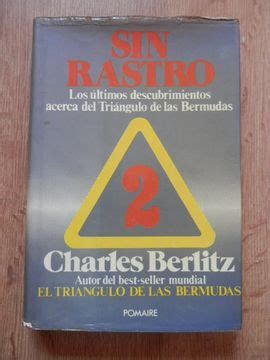 SIN
RASTRO
Los últimos descubrimientos
acerca del Triángulo de las Bermudas
2
Charles Berlitz
Autor del best-seller mundial
EL TRIANGULO DE LAS BERMUDAS
POMAIRE